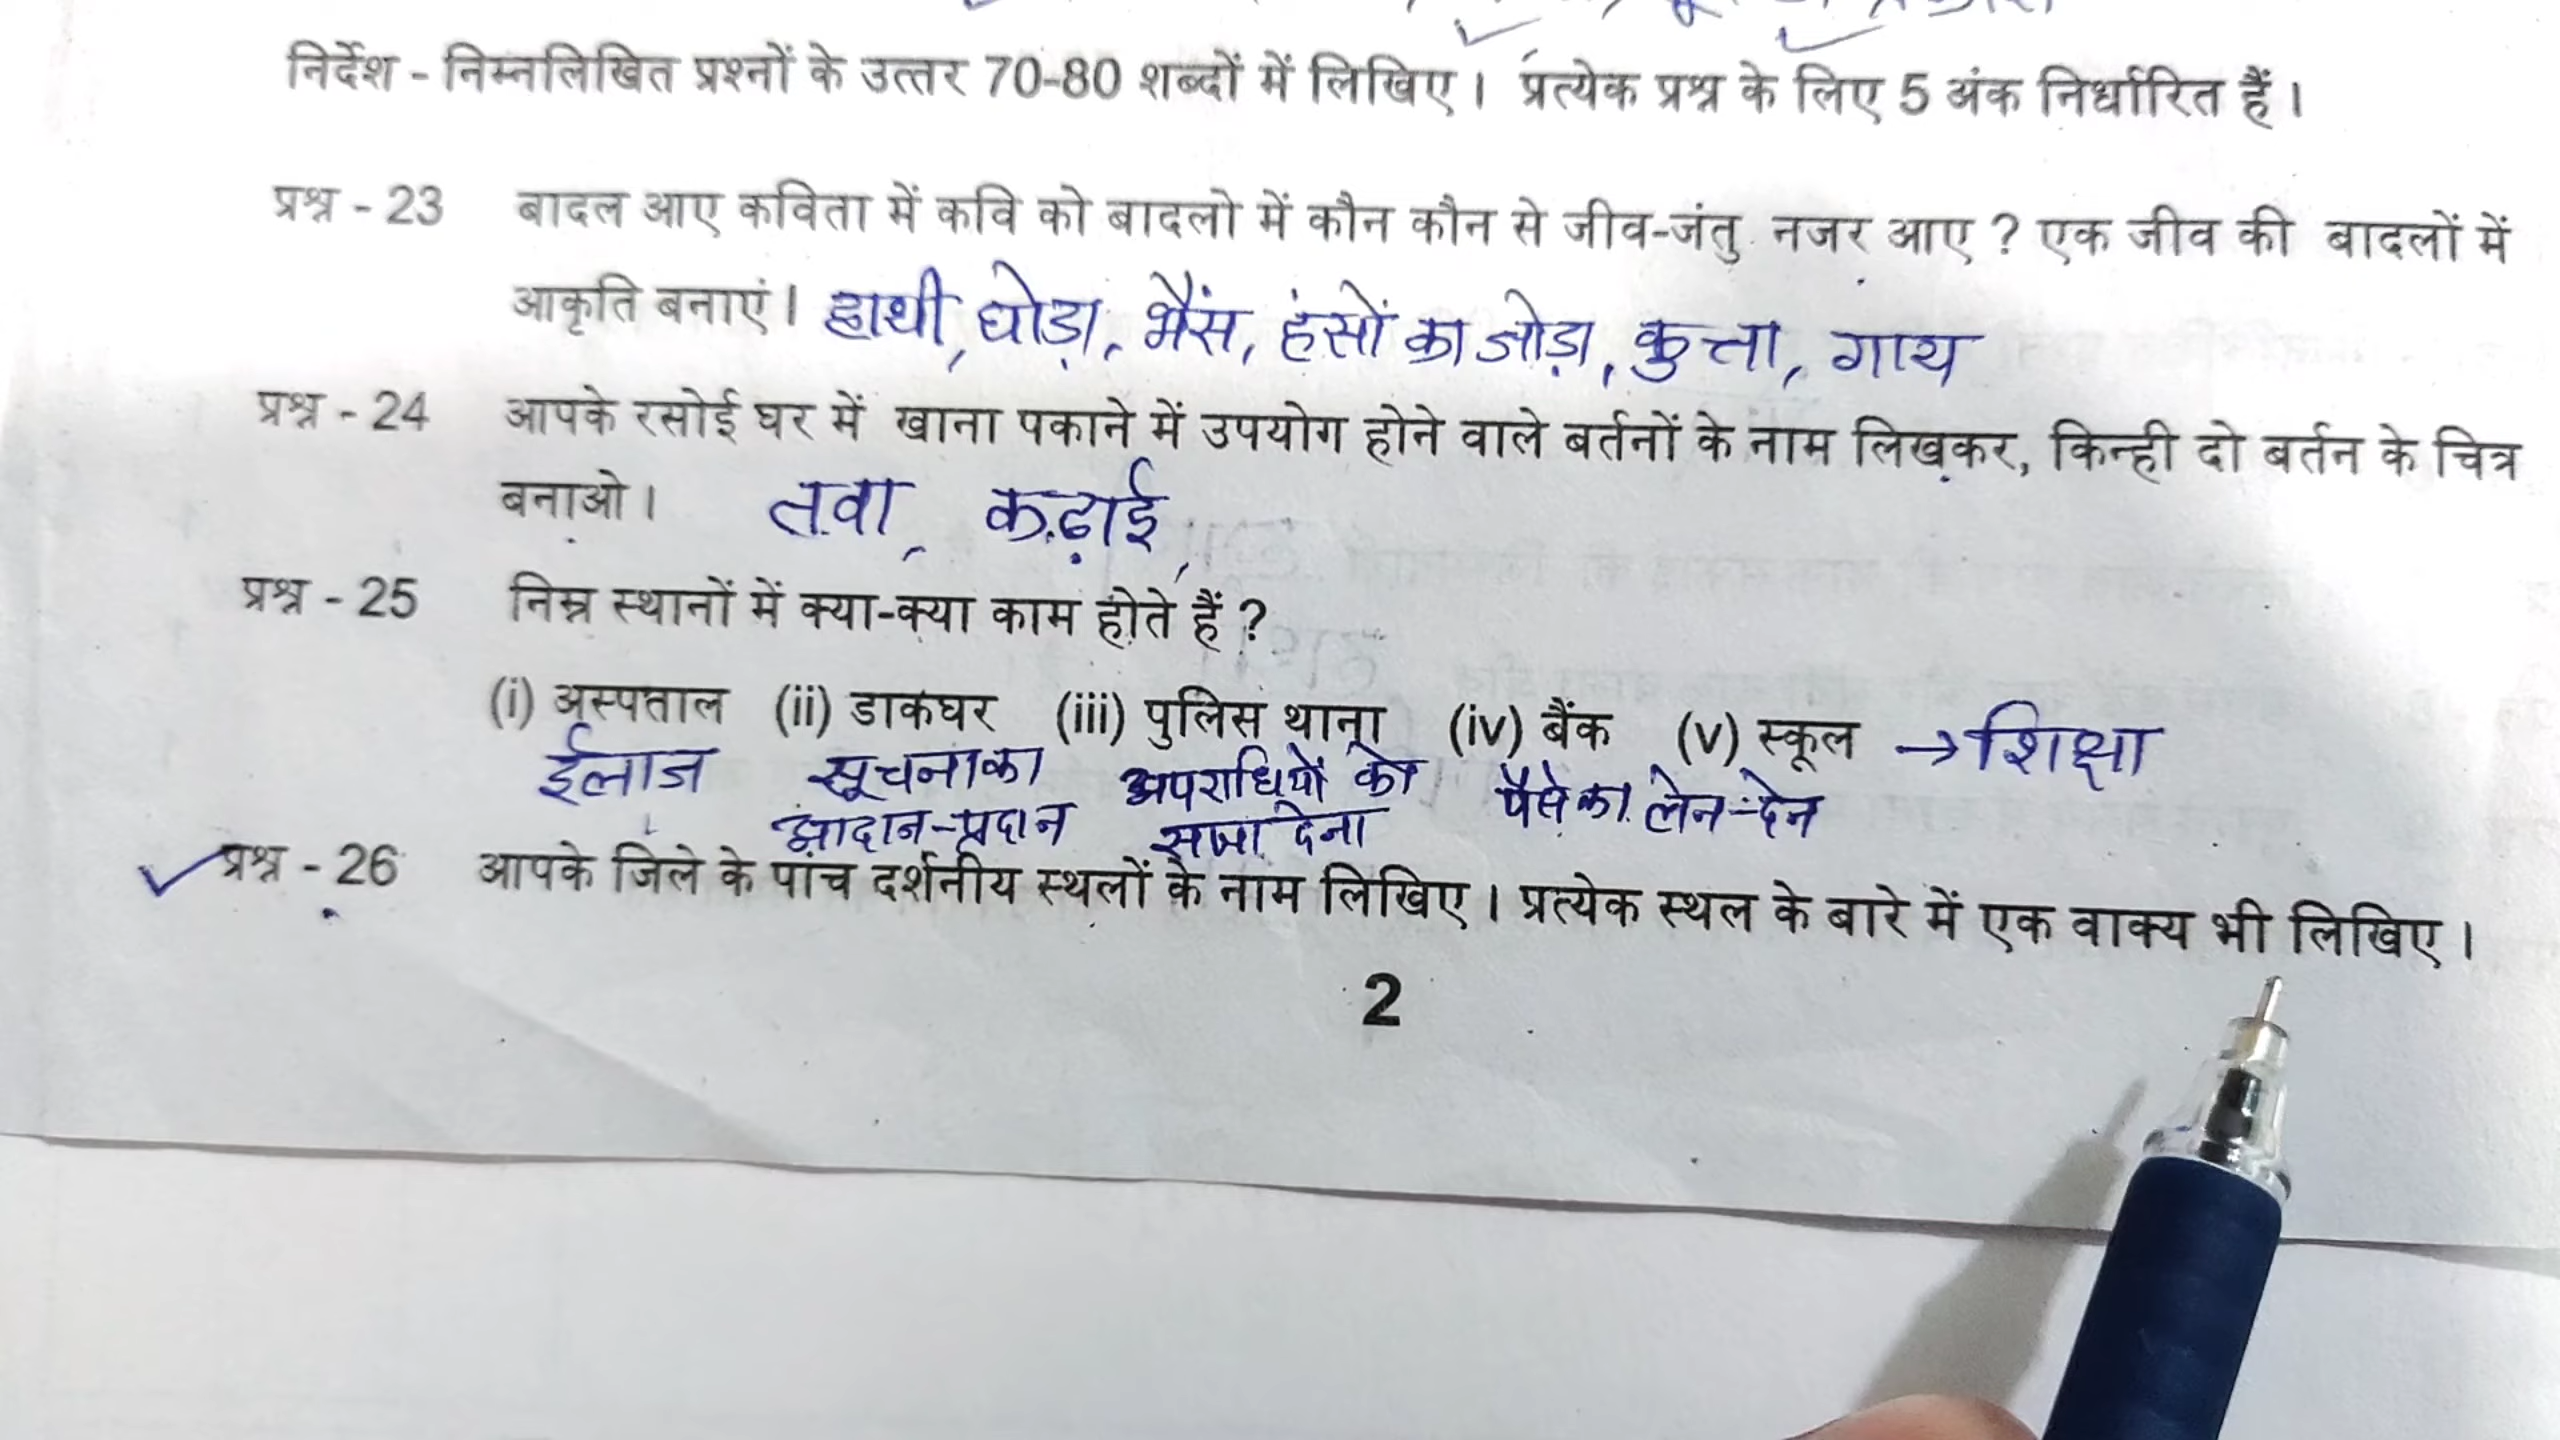 निर्देश - निम्नलिखित प्रश्नों के उत्तर 70-80 शब्दों में लिखिए। प्रत्येक प्रश्न के लिए 5 अंक निर्धारित हैं।
प्रश्न - 23 बादल आए कविता में कवि को बादलो में कौन कौन से जीव-जंतु नजर आए ? एक जीव की बादलों में
आकृति बनाएं। हाथी, घोड़ा, भैंस, हंसों का जोड़ा, कुत्ता, गाय
प्रश्न - 24 आपके रसोई घर में खाना पकाने में उपयोग होने वाले बर्तनों के नाम लिखकर, किन्ही दो बर्तन के चित्र
बनाओ। तवा, कढ़ाई,
प्रश्न - 25 निम्न स्थानों में क्या-क्या काम होते हैं ?
(i) अस्पताल (ii) डाकघर (iii) पुलिस थाना (iv) बैंक (v) स्कूल → शिक्षा
ईलाज सूचना का अपराधियों को पैसे का लेन-देन
आदान-प्रदान सजा देना
प्रश्न - 26 आपके जिले के पांच दर्शनीय स्थलों के नाम लिखिए। प्रत्येक स्थल के बारे में एक वाक्य भी लिखिए।
2